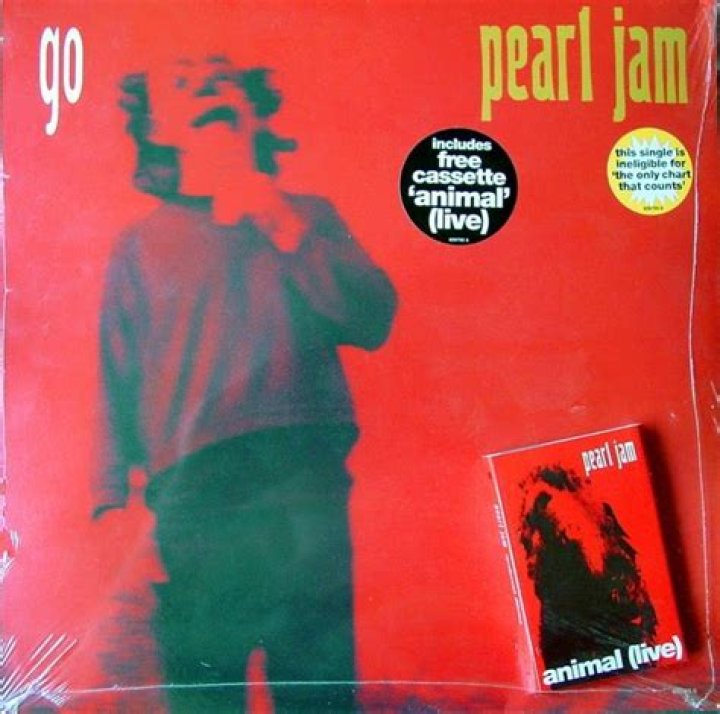 go
pearl jam
includes
free
cassette
'animal'
(live)
this single is
ineligible for
'the only chart
that counts'
pearl jam
animal (live)